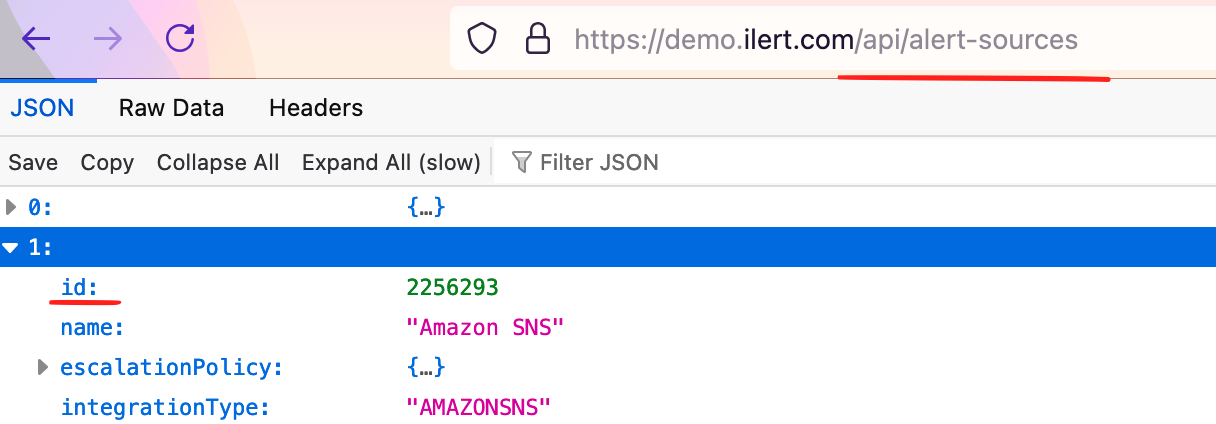 https://demo.ilert.com/api/alert-sources
JSON Raw Data Headers
Save Copy Collapse All Expand All (slow) Filter JSON
0: {…}
1:
id: 2256293
name: "Amazon SNS"
escalationPolicy: {…}
integrationType: "AMAZONSNS"